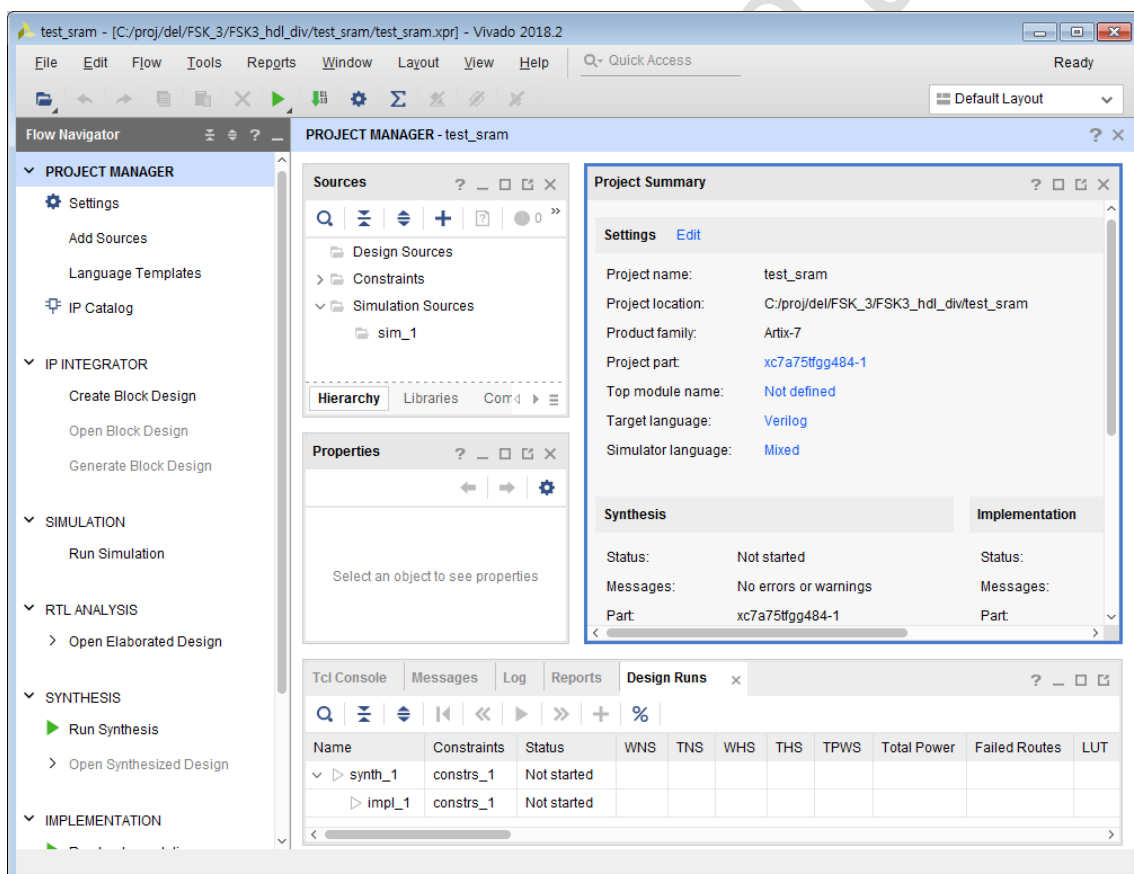 test_sram - [C:/proj/del/FSK_3/FSK3_hdl_div/test_sram/test_sram.xpr] - Vivado 2018.2
File Edit Flow Tools Reports Window Layout View Help Quick Access Ready
Default Layout
Flow Navigator
PROJECT MANAGER
Settings
Add Sources
Language Templates
IP Catalog
IP INTEGRATOR
Create Block Design
Open Block Design
Generate Block Design
SIMULATION
Run Simulation
RTL ANALYSIS
Open Elaborated Design
SYNTHESIS
Run Synthesis
Open Synthesized Design
IMPLEMENTATION
PROJECT MANAGER - test_sram
Sources
0
Design Sources
Constraints
Simulation Sources
sim_1
Hierarchy Libraries
Properties
Select an object to see properties
Project Summary
Settings Edit
Project name: test_sram
Project location: C:/proj/del/FSK_3/FSK3_hdl_div/test_sram
Product family: Artix-7
Project part: xc7a75tfgg484-1
Top module name: Not defined
Target language: Verilog
Simulator language: Mixed
Synthesis Implementation
Status: Not started Status:
Messages: No errors or warnings Messages:
Part: xc7a75tfgg484-1 Part:
Tcl Console Messages Log Reports Design Runs
Name Constraints Status WNS TNS WHS THS TPWS Total Power Failed Routes LUT
synth_1 constrs_1 Not started
impl_1 constrs_1 Not started